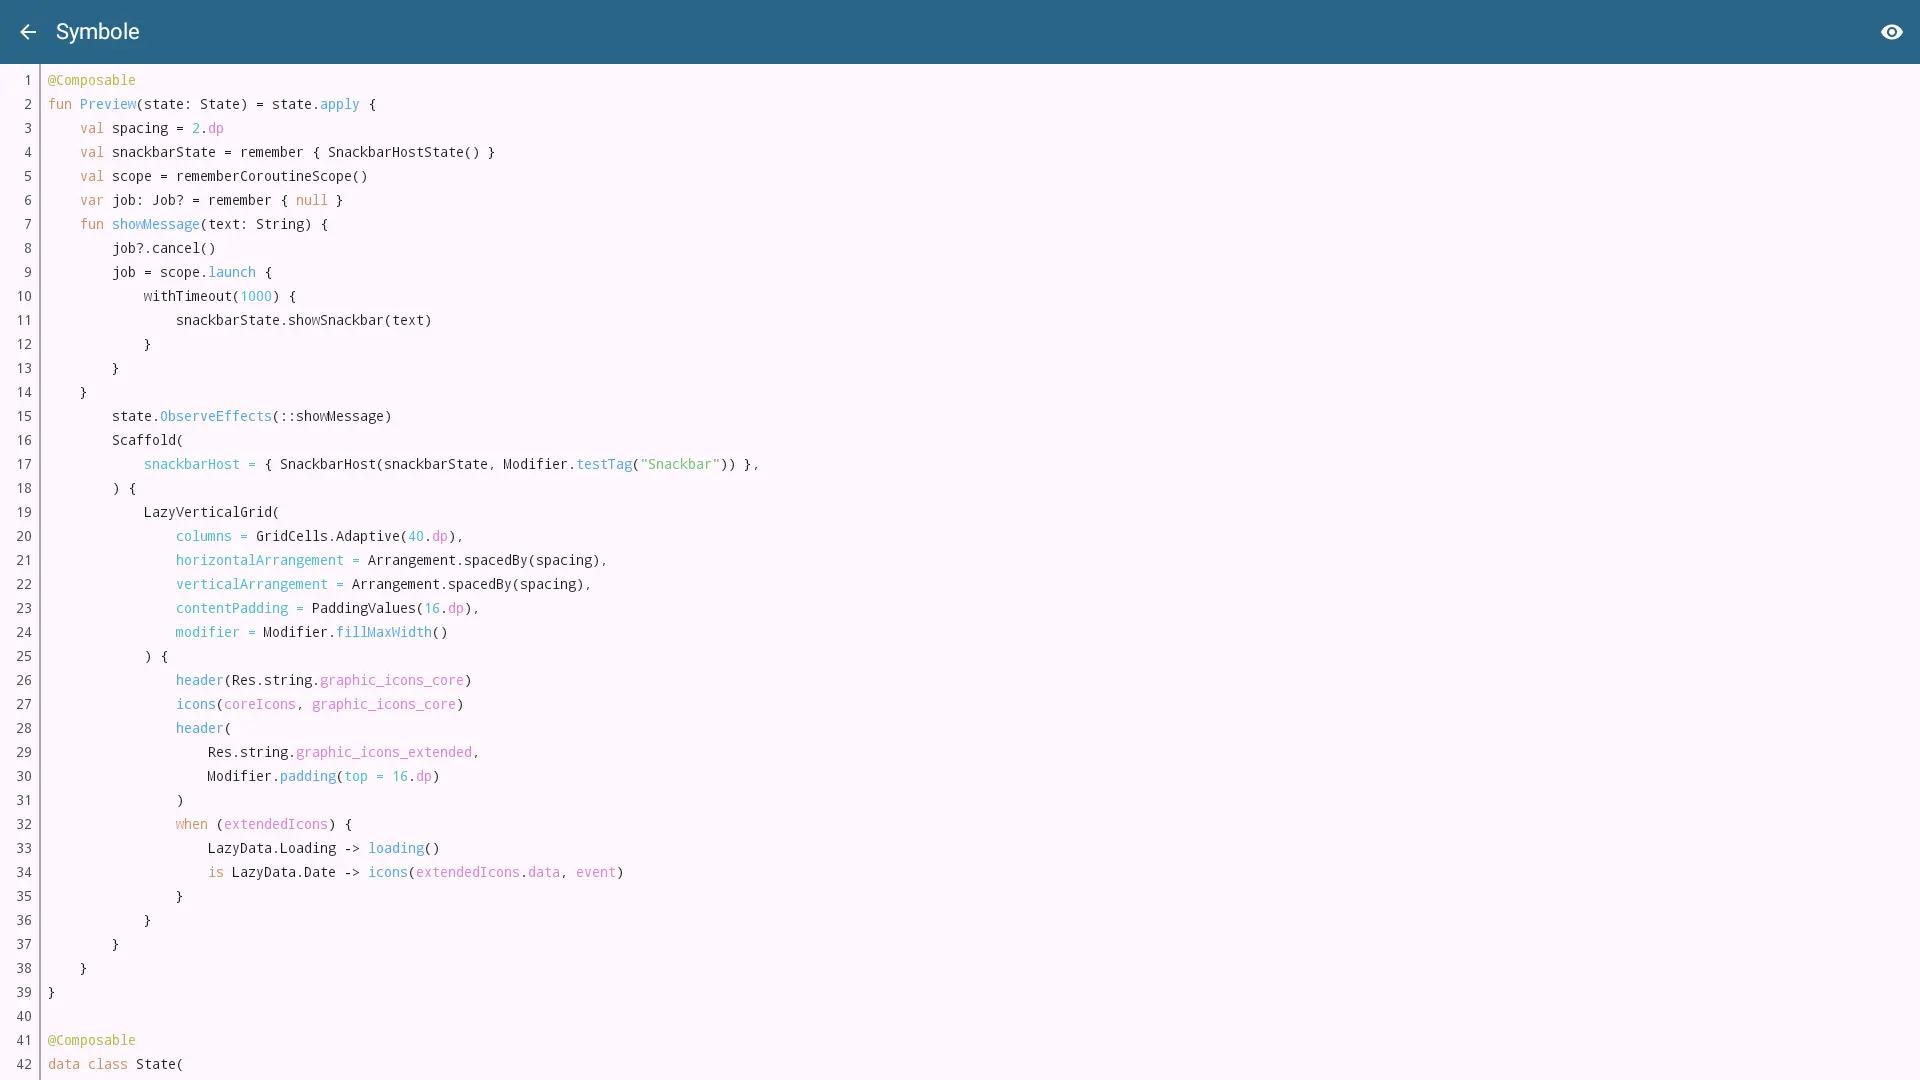 Symbole
1 @Composable
2 fun Preview(state: State) = state.apply {
3     val spacing = 2.dp
4     val snackbarState = remember { SnackbarHostState() }
5     val scope = rememberCoroutineScope()
6     var job: Job? = remember { null }
7     fun showMessage(text: String) {
8         job?.cancel()
9         job = scope.launch {
10             withTimeout(1000) {
11                 snackbarState.showSnackbar(text)
12             }
13         }
14     }
15         state.ObserveEffects(::showMessage)
16         Scaffold(
17             snackbarHost = { SnackbarHost(snackbarState, Modifier.testTag("Snackbar")) },
18         ) {
19             LazyVerticalGrid(
20                 columns = GridCells.Adaptive(40.dp),
21                 horizontalArrangement = Arrangement.spacedBy(spacing),
22                 verticalArrangement = Arrangement.spacedBy(spacing),
23                 contentPadding = PaddingValues(16.dp),
24                 modifier = Modifier.fillMaxWidth()
25             ) {
26                 header(Res.string.graphic_icons_core)
27                 icons(coreIcons, graphic_icons_core)
28                 header(
29                     Res.string.graphic_icons_extended,
30                     Modifier.padding(top = 16.dp)
31                 )
32                 when (extendedIcons) {
33                     LazyData.Loading -> loading()
34                     is LazyData.Date -> icons(extendedIcons.data, event)
35                 }
36             }
37         }
38     }
39 }
40
41 @Composable
42 data class State(